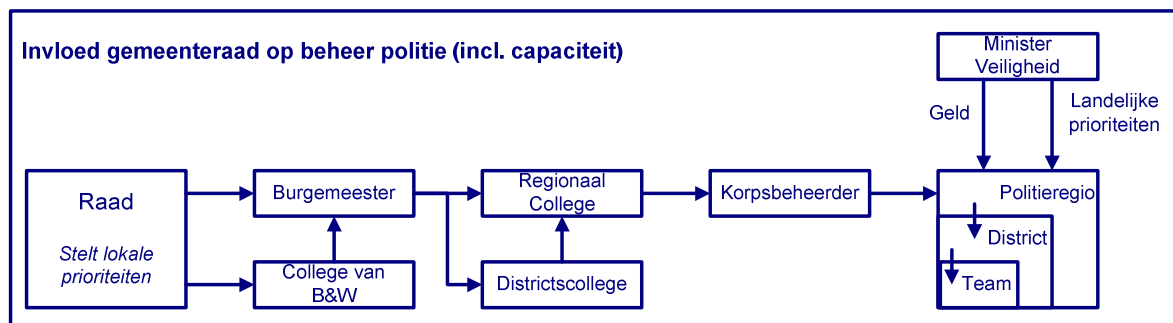 Invloed gemeenteraad op beheer politie (incl. capaciteit)
Minister
Veiligheid
Geld
Landelijke
prioriteiten
Raad
Stelt lokale
prioriteiten
Burgemeester
College van
B&W
Regionaal
College
Districtscollege
Korpsbeheerder
Politieregio
District
Team